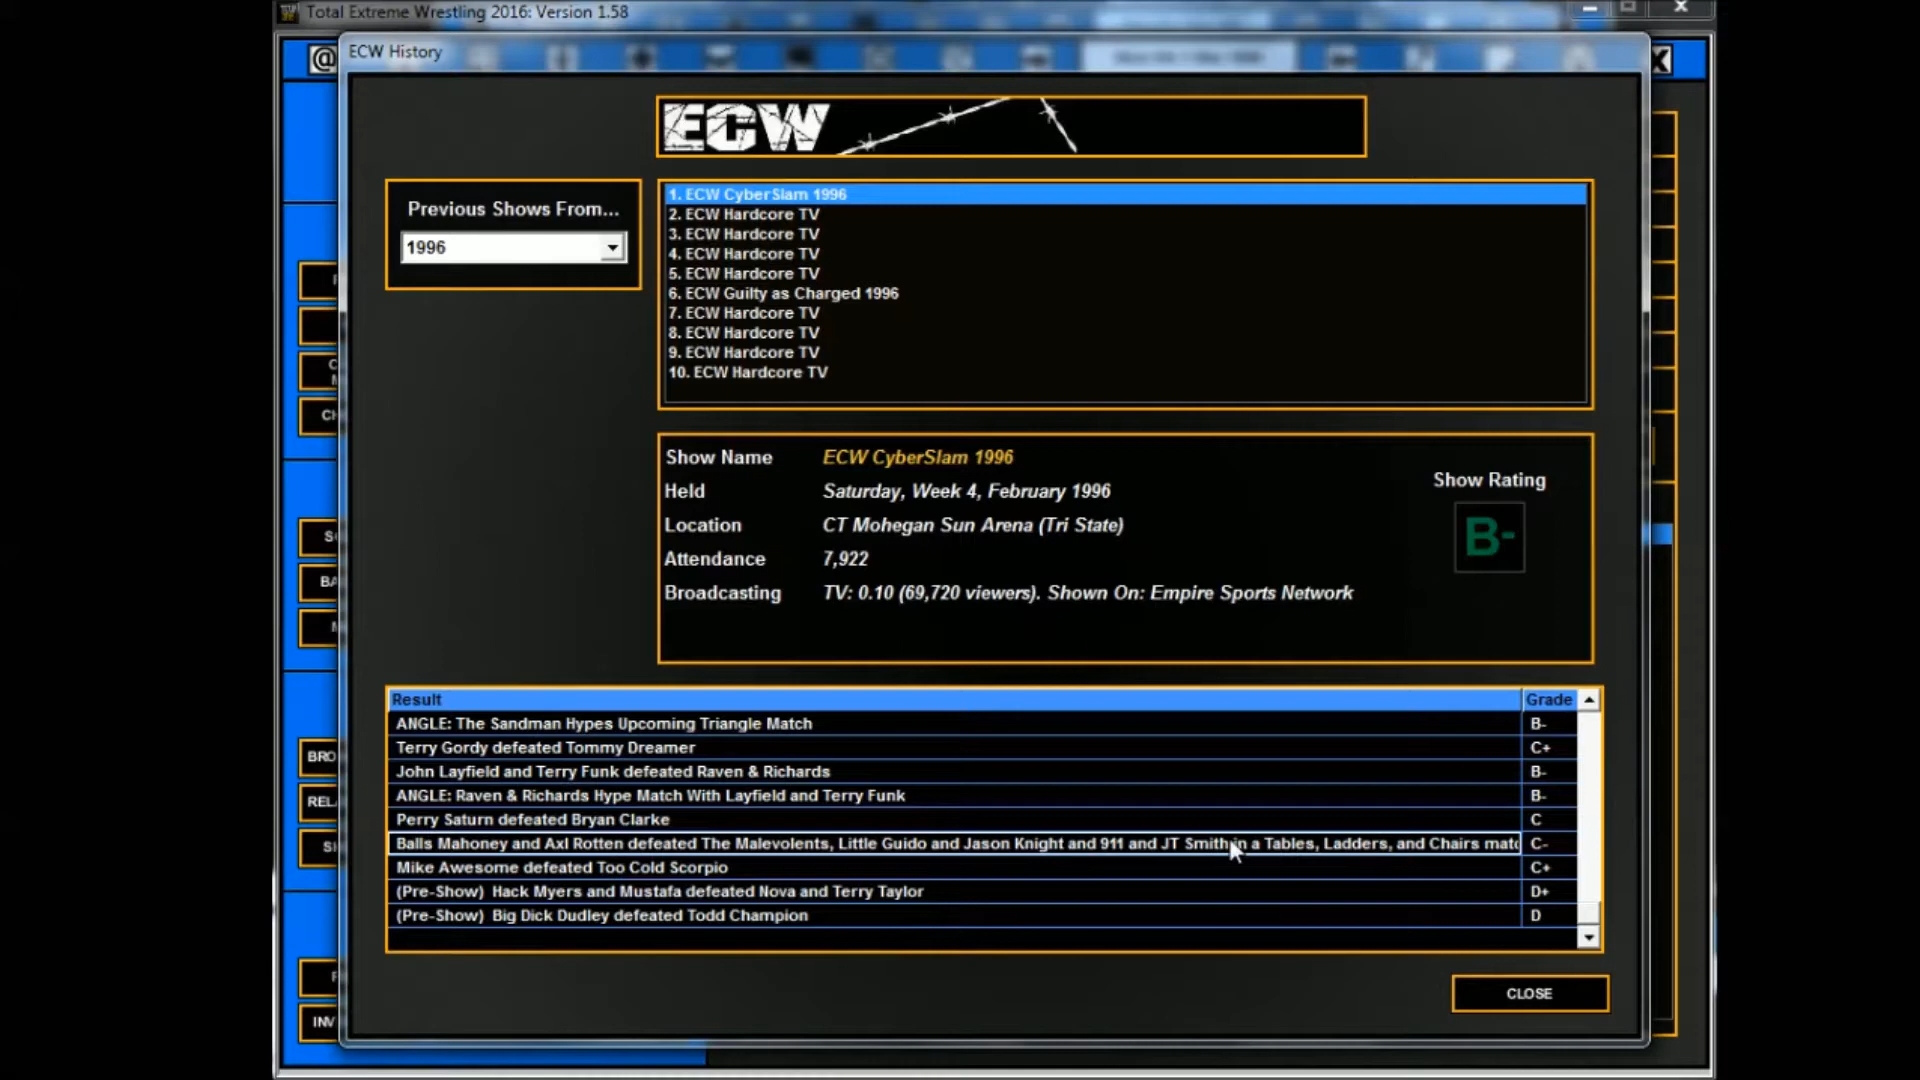 Total Extreme Wrestling 2016: Version 1.58
ECW History
ECW
Previous Shows From...
1996
1. ECW CyberSlam 1996
2. ECW Hardcore TV
3. ECW Hardcore TV
4. ECW Hardcore TV
5. ECW Hardcore TV
6. ECW Guilty as Charged 1996
7. ECW Hardcore TV
8. ECW Hardcore TV
9. ECW Hardcore TV
10. ECW Hardcore TV
Show Name ECW CyberSlam 1996
Held Saturday, Week 4, February 1996
Location CT Mohegan Sun Arena (Tri State)
Attendance 7,922
Broadcasting TV: 0.10 (69,720 viewers). Shown On: Empire Sports Network
Show Rating
B-
Result Grade
ANGLE: The Sandman Hypes Upcoming Triangle Match B-
Terry Gordy defeated Tommy Dreamer C+
John Layfield and Terry Funk defeated Raven & Richards B-
ANGLE: Raven & Richards Hype Match With Layfield and Terry Funk B-
Perry Saturn defeated Bryan Clarke C
Balls Mahoney and Axl Rotten defeated The Malevolents, Little Guido and Jason Knight and 911 and JT Smith in a Tables, Ladders, and Chairs matc C-
Mike Awesome defeated Too Cold Scorpio C+
(Pre-Show) Hack Myers and Mustafa defeated Nova and Terry Taylor D+
(Pre-Show) Big Dick Dudley defeated Todd Champion D
CLOSE